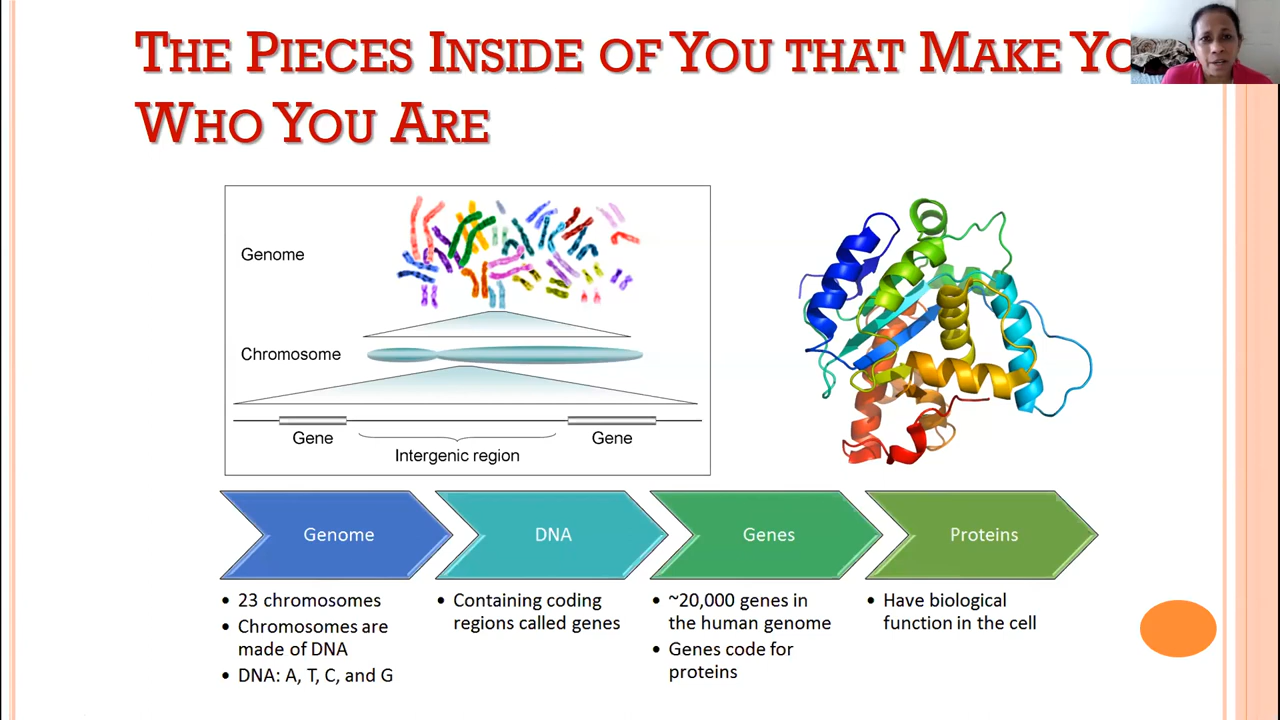 THE PIECES INSIDE OF YOU THAT MAKE YO
WHO YOU ARE
Genome
Chromosome
Gene
Gene
Intergenic region
Genome
DNA
Genes
Proteins
• 23 chromosomes
• Chromosomes are
made of DNA
• DNA: A, T, C, and G
• Containing coding
regions called genes
• ~20,000 genes in
the human genome
• Genes code for
proteins
• Have biological
function in the cell